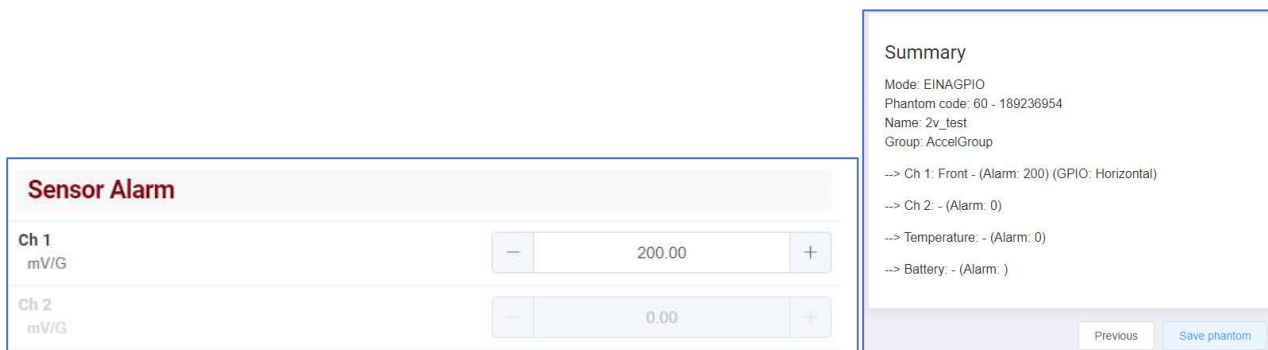 Sensor Alarm
Ch 1
mV/G
− 200.00 +
Ch 2
mV/G
− 0.00 +
Summary
Mode: EINAGPIO
Phantom code: 60 - 189236954
Name: 2v_test
Group: AccelGroup
--> Ch 1: Front - (Alarm: 200) (GPIO: Horizontal)
--> Ch 2: - (Alarm: 0)
--> Temperature: - (Alarm: 0)
--> Battery: - (Alarm: )
Previous Save phantom